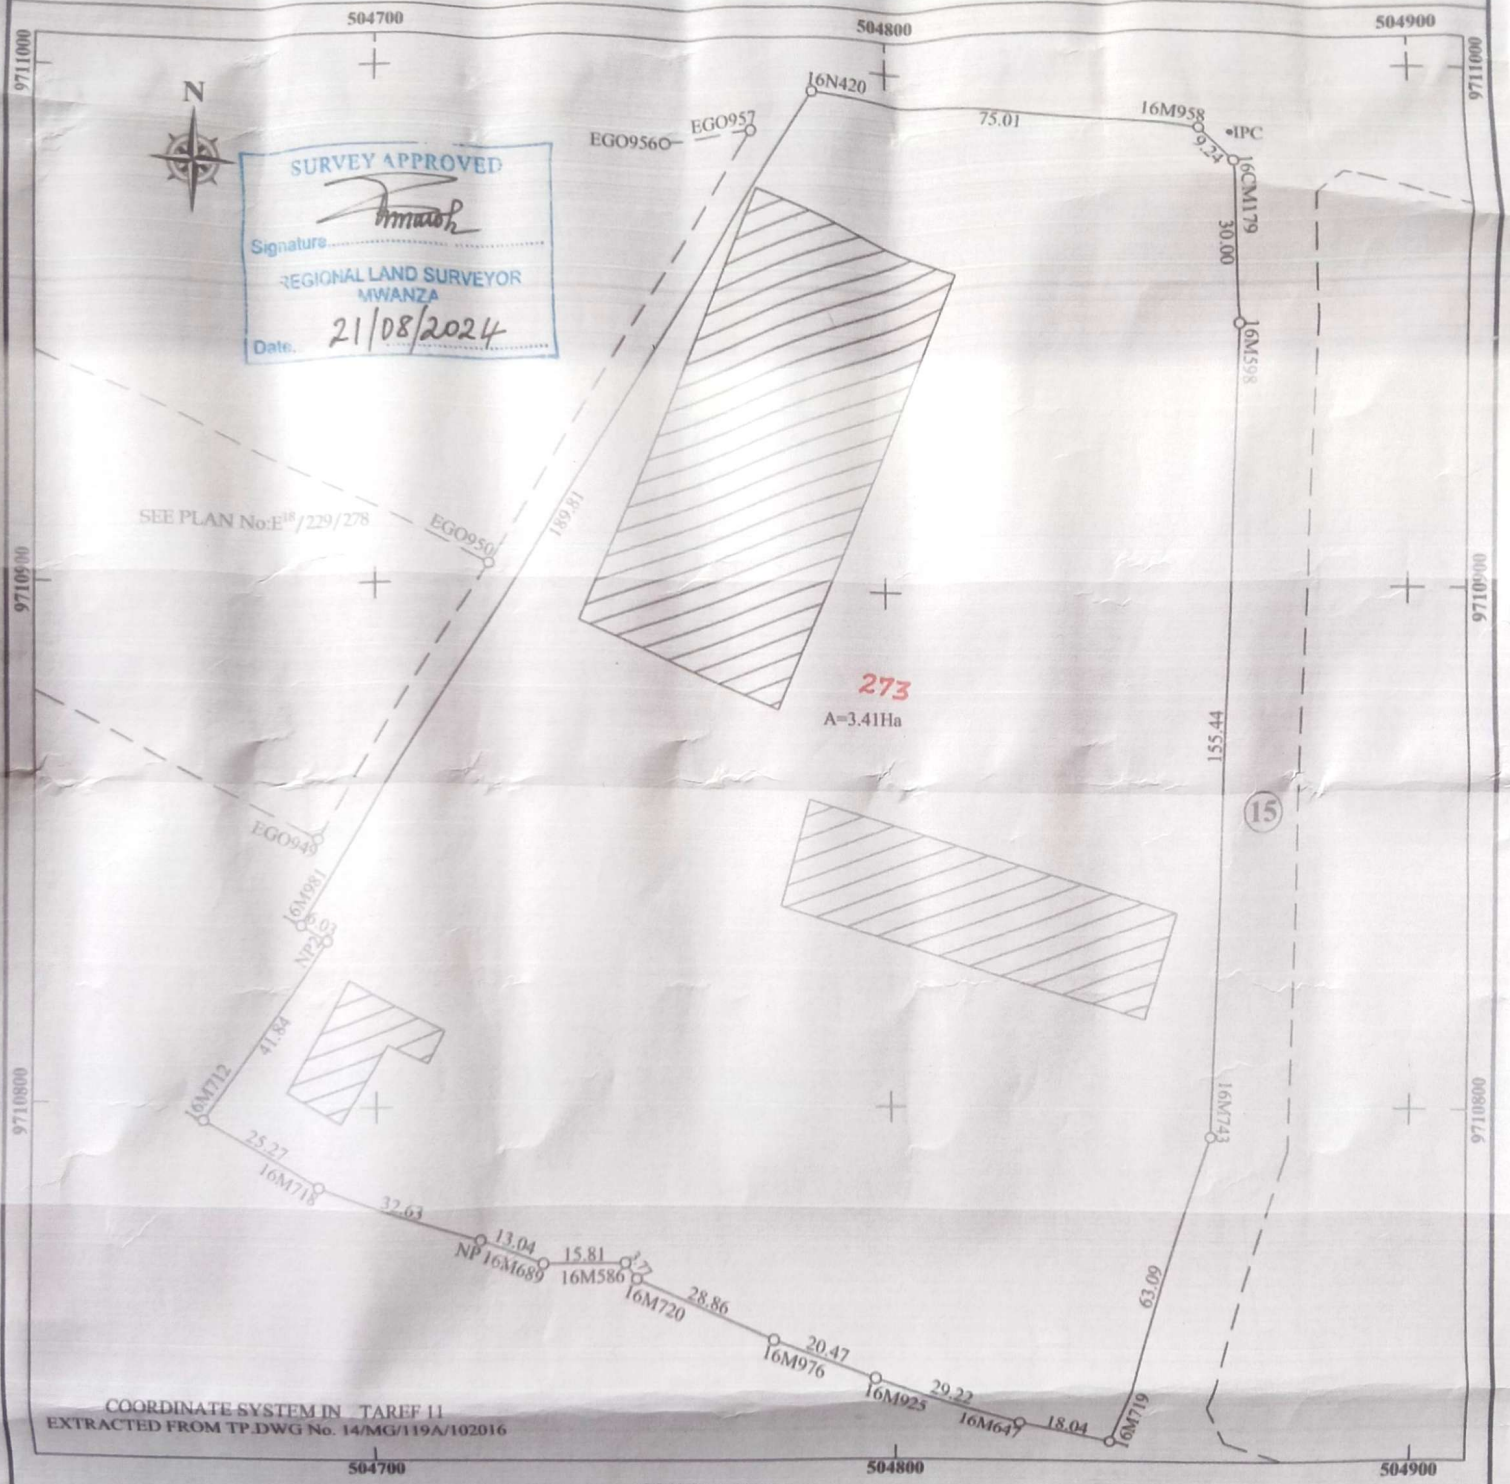 504700
504800
504900
9711000
9711000
N
16N420
75.01
16M958
IPC
EGO956
EGO957
9.24
16CM179
SURVEY APPROVED
Signature
REGIONAL LAND SURVEYOR
MWANZA
Date. 21/08/2024
30.00
16M598
189.81
SEE PLAN No:E18/229/278
EGO950
9710900
9710900
273
A=3.41Ha
155.44
15
EGO949
16M981
6.03
NP2
41.84
16M712
9710800
9710800
16M743
25.27
16M718
32.63
NP
13.04
16M689
15.81
16M586
16M720
28.86
63.09
16M976
20.47
16M925
29.22
16M647
18.04
16M719
COORDINATE SYSTEM IN TAREF 11
EXTRACTED FROM TP.DWG No. 14/MG/119A/102016
504700
504800
504900